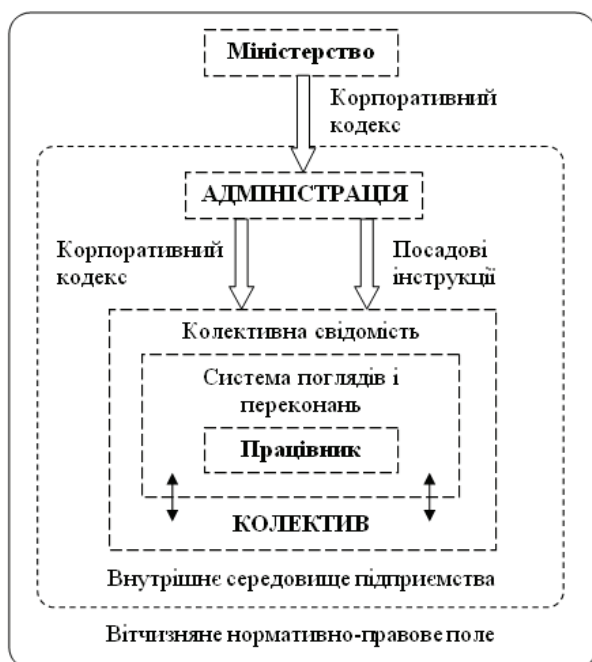 Міністерство
Корпоративний
кодекс
АДМІНІСТРАЦІЯ
Корпоративний
кодекс
Посадові
інструкції
Колективна свідомість
Система поглядів і
переконань
Працівник
КОЛЕКТИВ
Внутрішнє середовище підприємства
Вітчизняне нормативно-правове поле